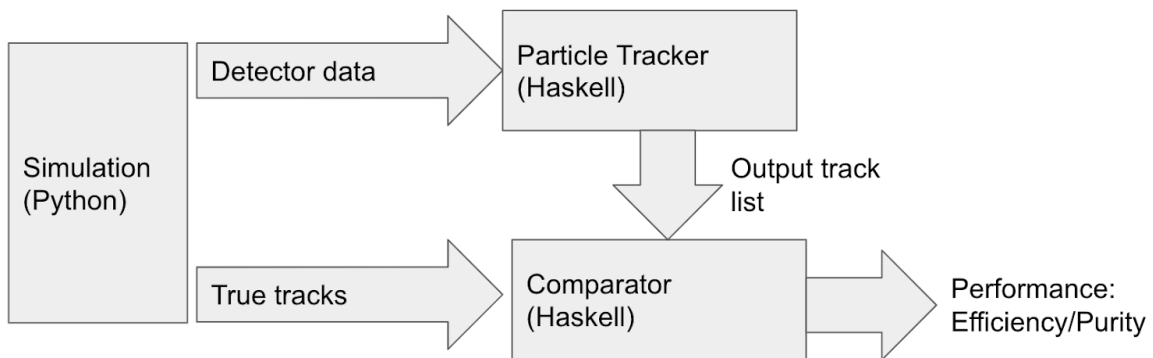 Simulation
(Python)
Detector data
Particle Tracker
(Haskell)
Output track
list
True tracks
Comparator
(Haskell)
Performance:
Efficiency/Purity